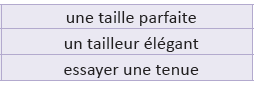 une taille parfaite
un tailleur élégant
essayer une tenue